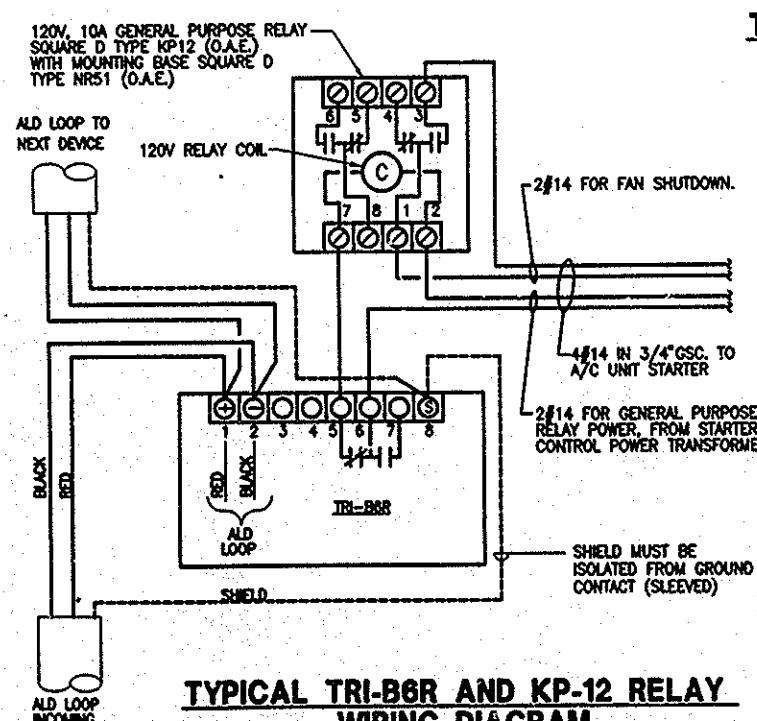 120V, 10A GENERAL PURPOSE RELAY
SQUARE D TYPE KP12 (O.A.E.)
WITH MOUNTING BASE SQUARE D
TYPE NR51 (O.A.E.)
ALD LOOP TO
NEXT DEVICE
120V RELAY COIL
6 5 4 3
C
7 8 1 2
2#14 FOR FAN SHUTDOWN.
4#14 IN 3/4"GSC. TO
A/C UNIT STARTER
2#14 FOR GENERAL PURPOSE
RELAY POWER, FROM STARTER
CONTROL POWER TRANSFORME
+ - S
1 2 3 4 5 6 7 8
BLACK
RED
RED
BLACK
TRI-B6R
ALD
LOOP
SHIELD MUST BE
ISOLATED FROM GROUND
CONTACT (SLEEVED)
SHIELD
ALD LOOP
INCOMING
TYPICAL TRI-B6R AND KP-12 RELAY
WIRING DIAGRAM